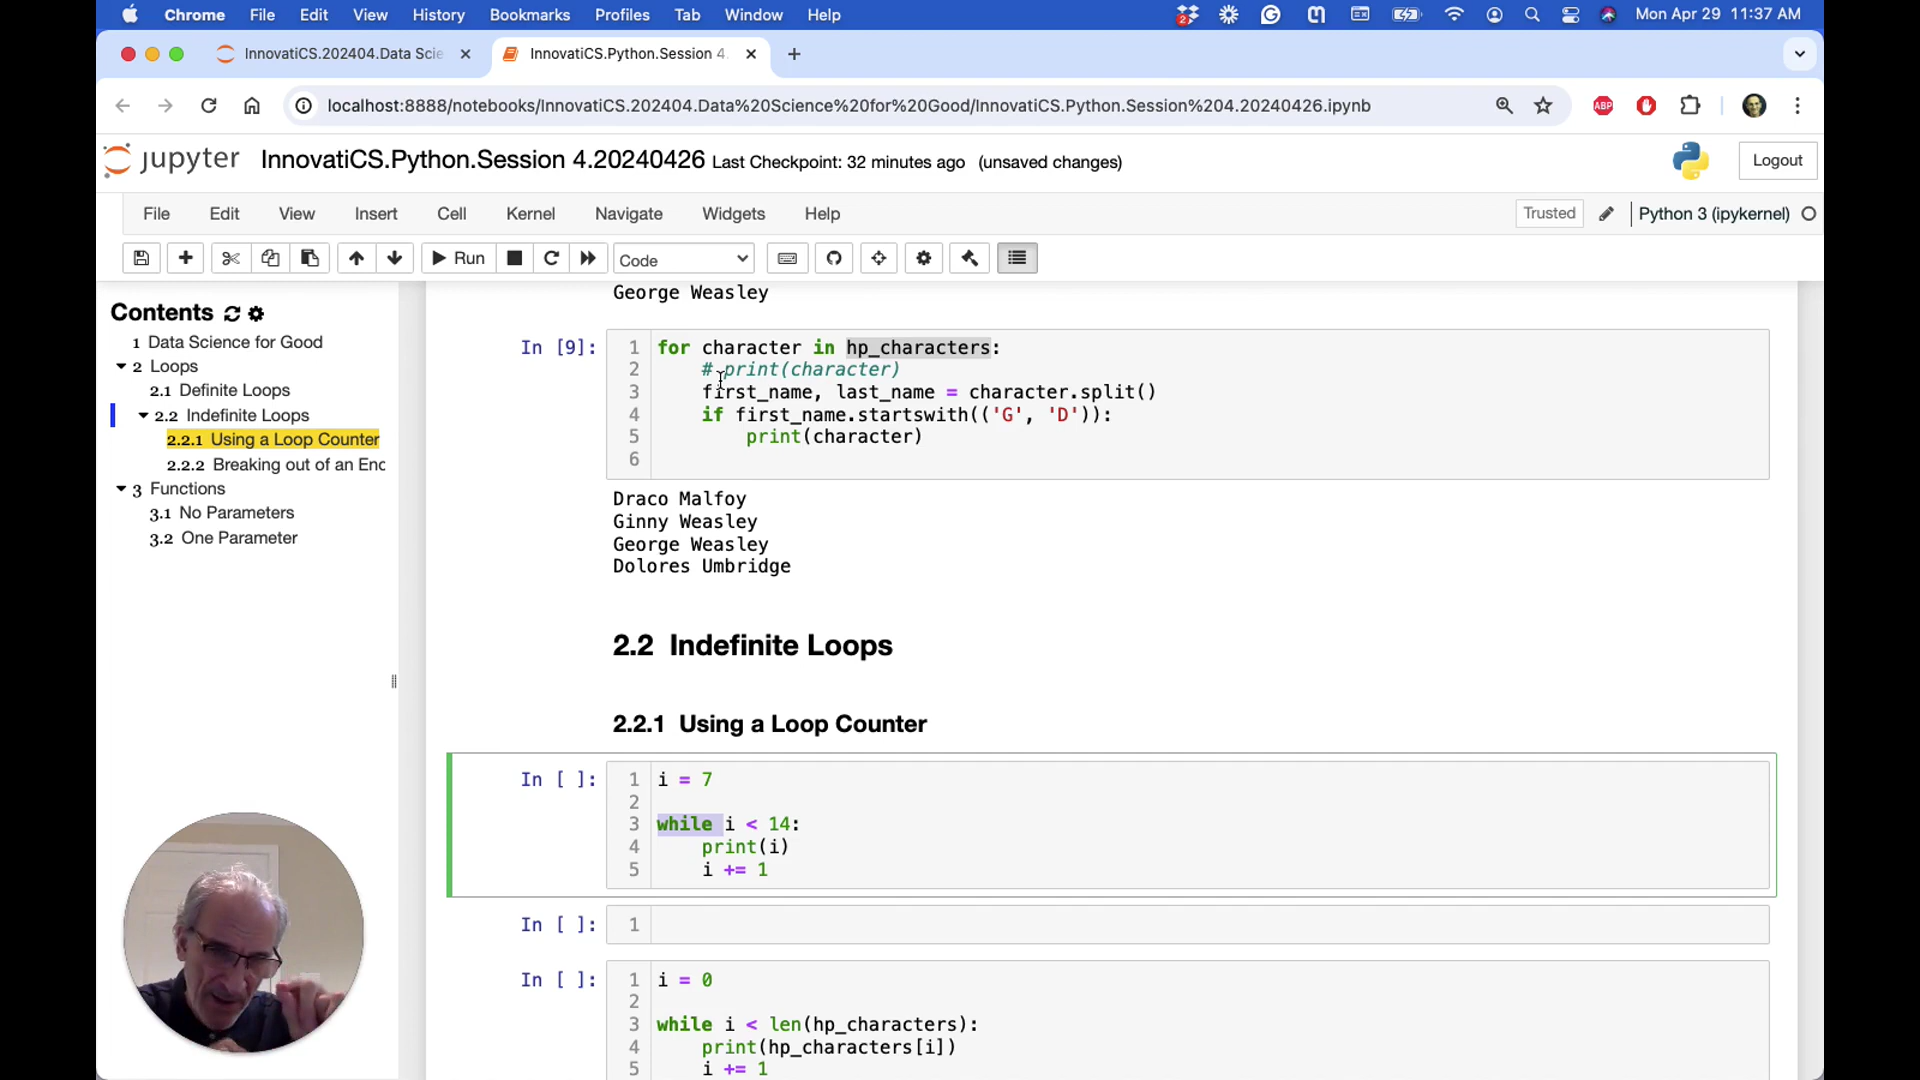 Chrome File Edit View History Bookmarks Profiles Tab Window Help 2 Mon Apr 29 11:37 AM
InnovatiCS.202404.Data Scie InnovatiCS.Python.Session 4.
localhost:8888/notebooks/InnovatiCS.202404.Data%20Science%20for%20Good/InnovatiCS.Python.Session%204.20240426.ipynb ABP
jupyter InnovatiCS.Python.Session 4.20240426 Last Checkpoint: 32 minutes ago (unsaved changes) Logout
File Edit View Insert Cell Kernel Navigate Widgets Help Trusted Python 3 (ipykernel)
Run Code
Contents
1 Data Science for Good
2 Loops
2.1 Definite Loops
2.2 Indefinite Loops
2.2.1 Using a Loop Counter
2.2.2 Breaking out of an Enc
3 Functions
3.1 No Parameters
3.2 One Parameter
George Weasley
In [9]:
1 for character in hp_characters:
2 # print(character)
3 first_name, last_name = character.split()
4 if first_name.startswith(('G', 'D')):
5 print(character)
6
Draco Malfoy
Ginny Weasley
George Weasley
Dolores Umbridge
2.2 Indefinite Loops
2.2.1 Using a Loop Counter
In [ ]:
1 i = 7
2
3 while i < 14:
4 print(i)
5 i += 1
In [ ]:
1
In [ ]:
1 i = 0
2
3 while i < len(hp_characters):
4 print(hp_characters[i])
5 i += 1